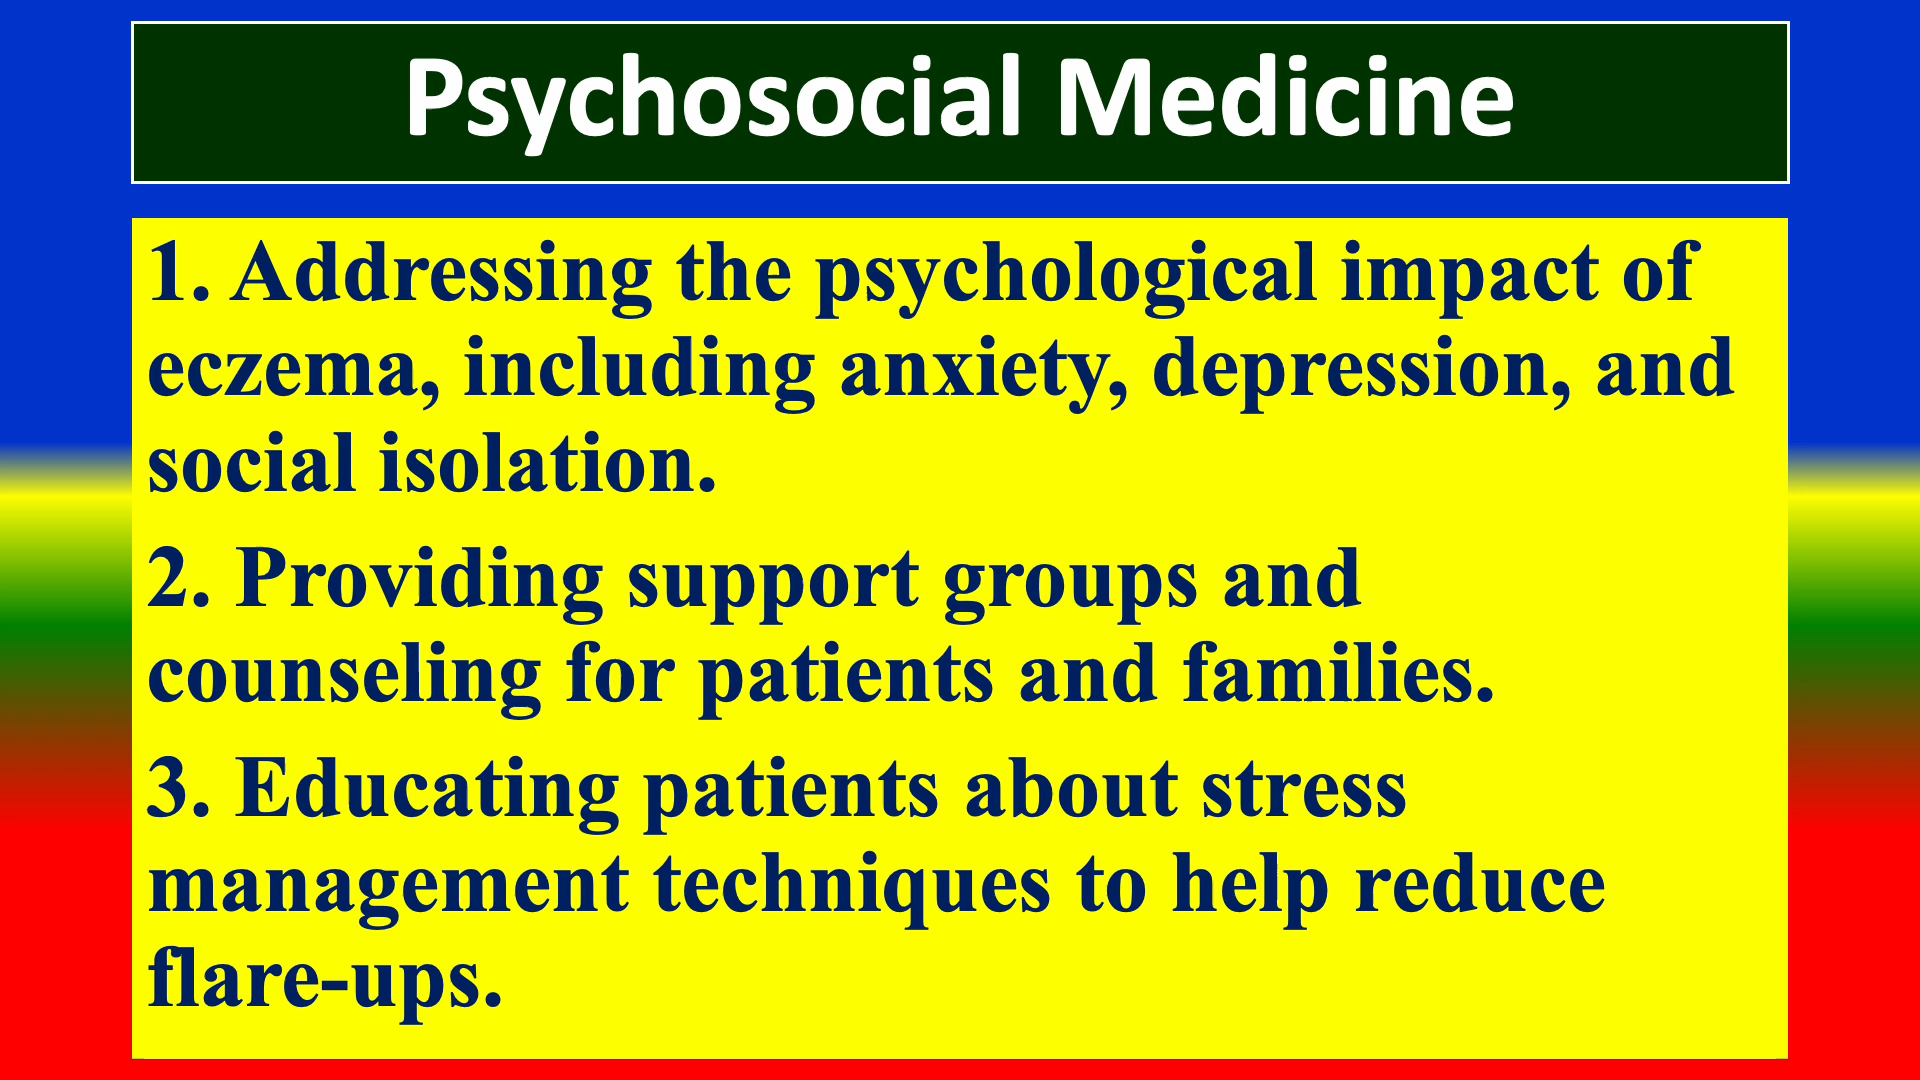 Psychosocial Medicine
1. Addressing the psychological impact of
eczema, including anxiety, depression, and
social isolation.
2. Providing support groups and
counseling for patients and families.
3. Educating patients about stress
management techniques to help reduce
flare-ups.